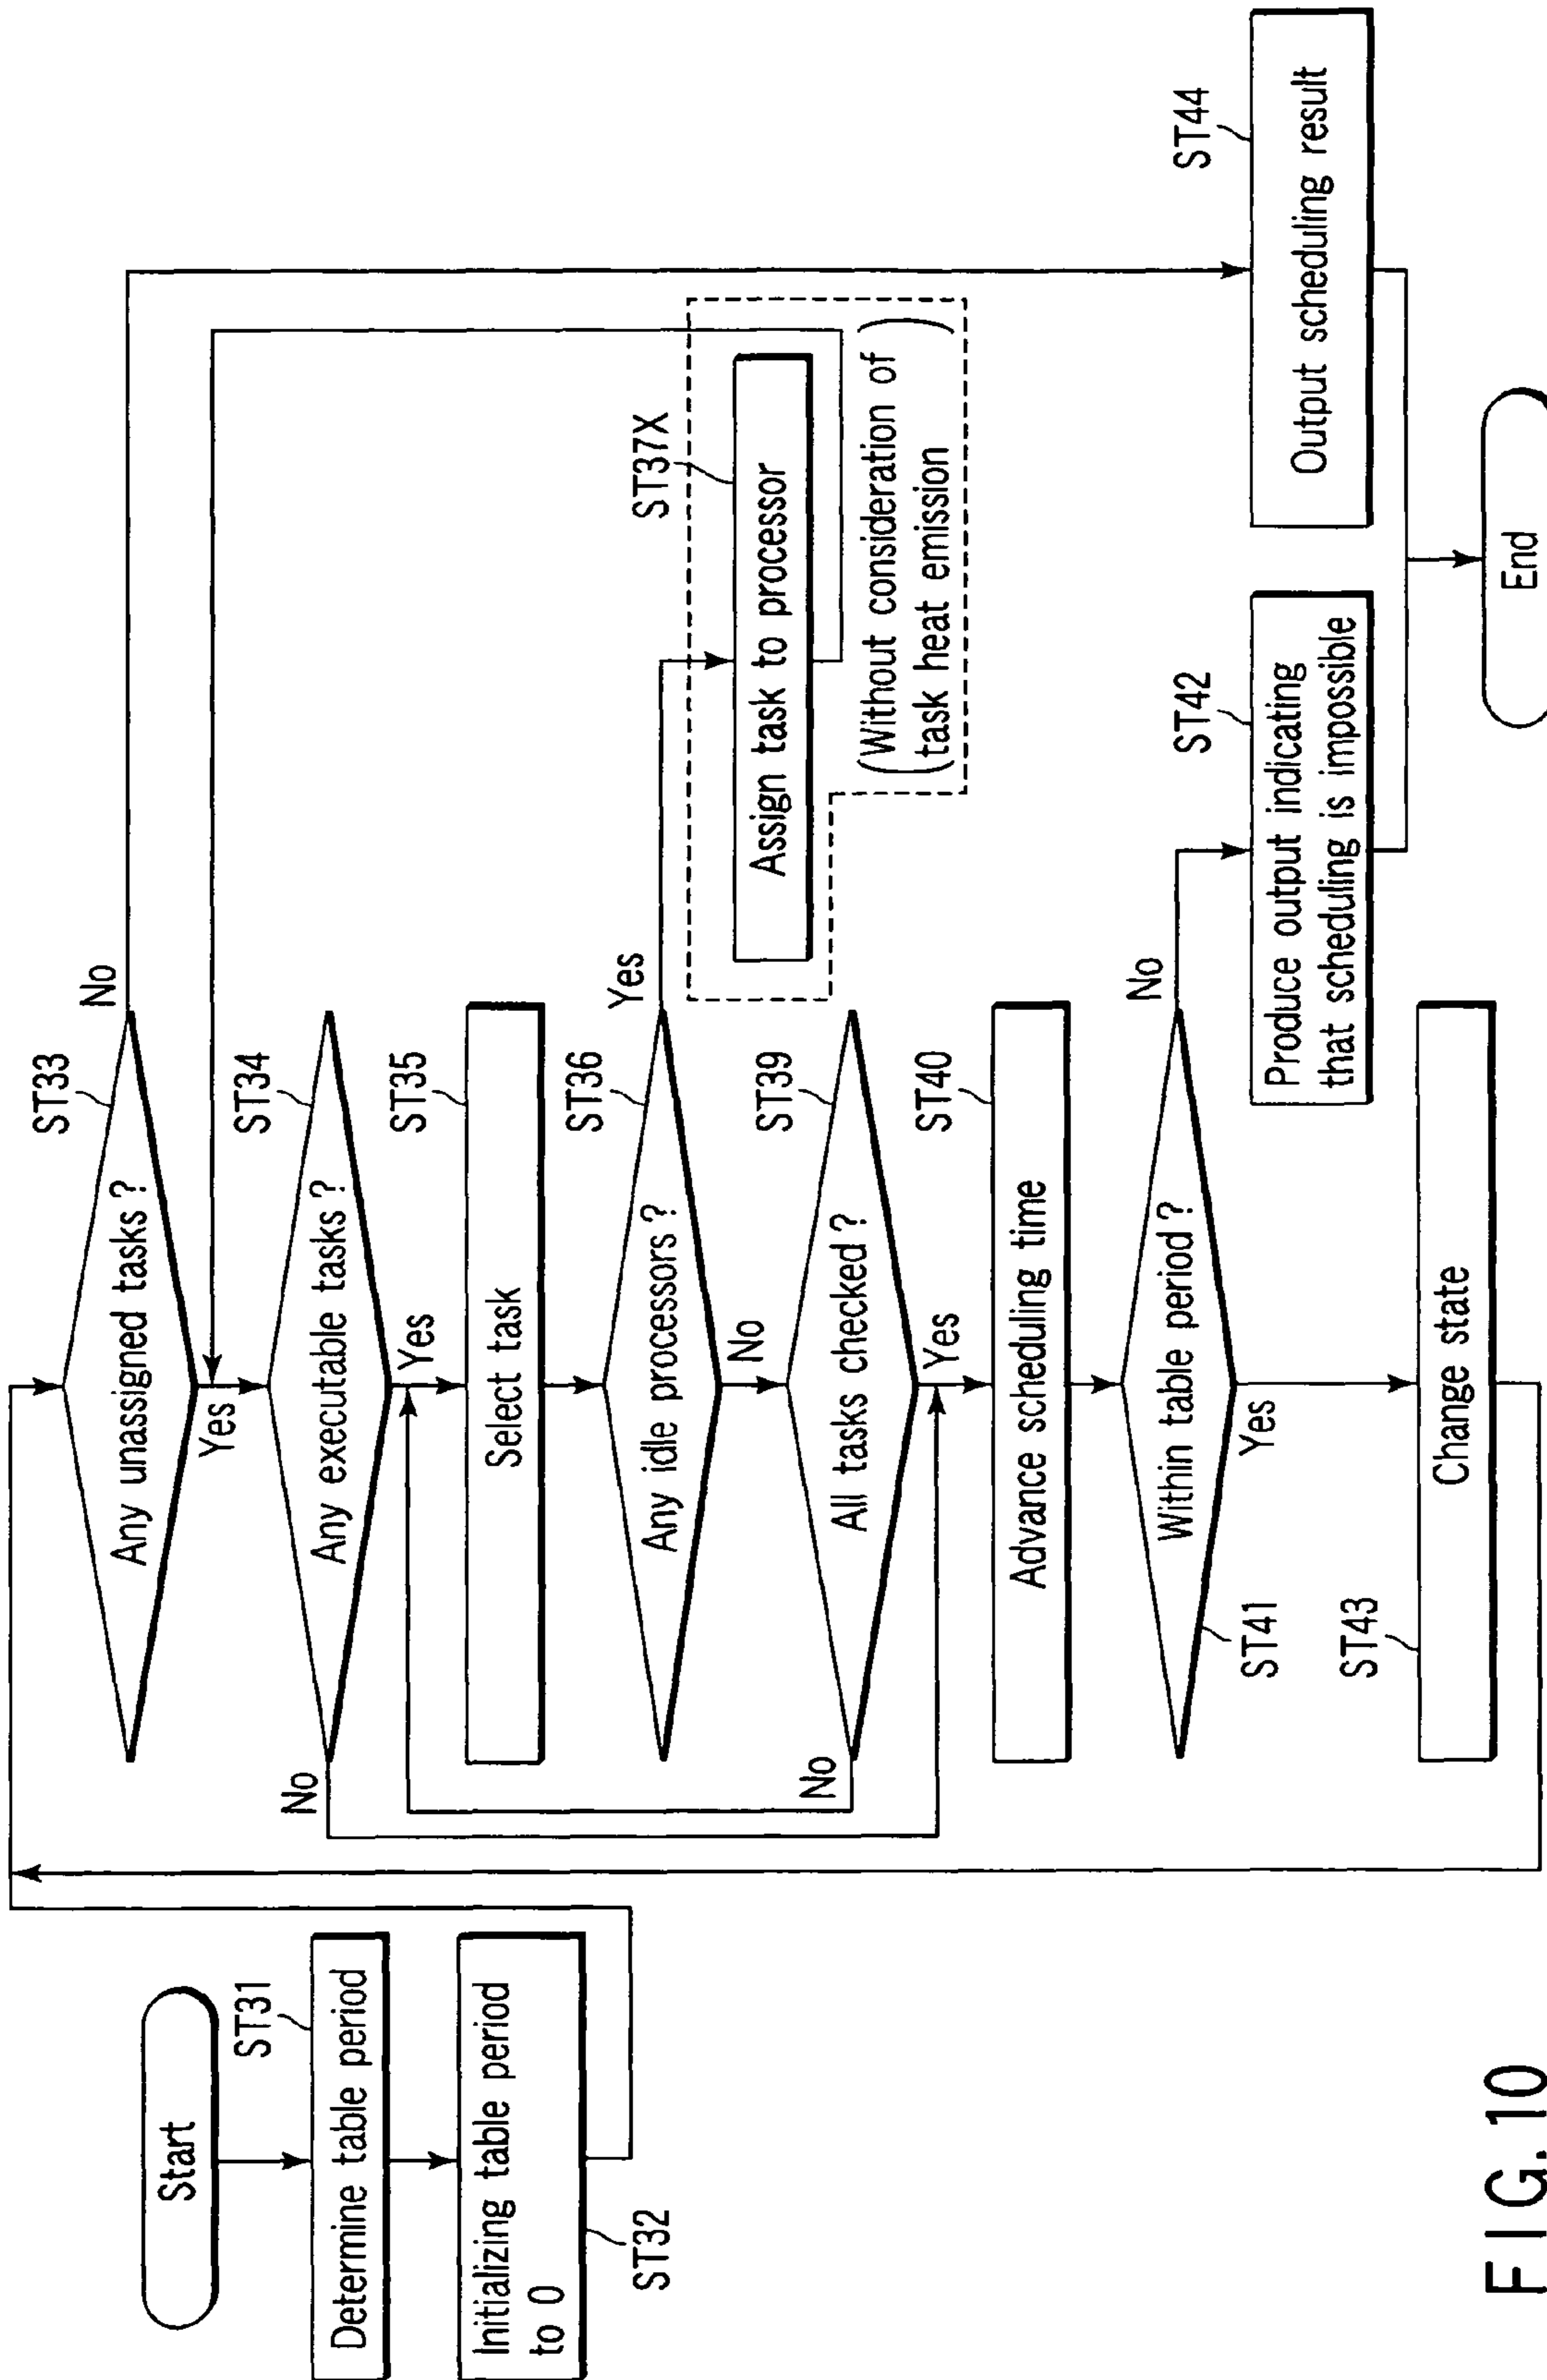 Start
ST31
Determine table period
Initializing table period
to 0
ST32
ST33
Any unassigned tasks ?
No
Yes
ST34
Any executable tasks ?
No
Yes
ST35
Select task
ST36
Any idle processors ?
Yes
No
ST37X
Assign task to processor
(Without consideration of
task heat emission)
ST39
All tasks checked ?
No
Yes
ST40
Advance scheduling time
Within table period ?
ST41
No
Yes
ST42
Produce output indicating
that scheduling is impossible
ST43
Change state
ST44
Output scheduling result
End
FIG. 10